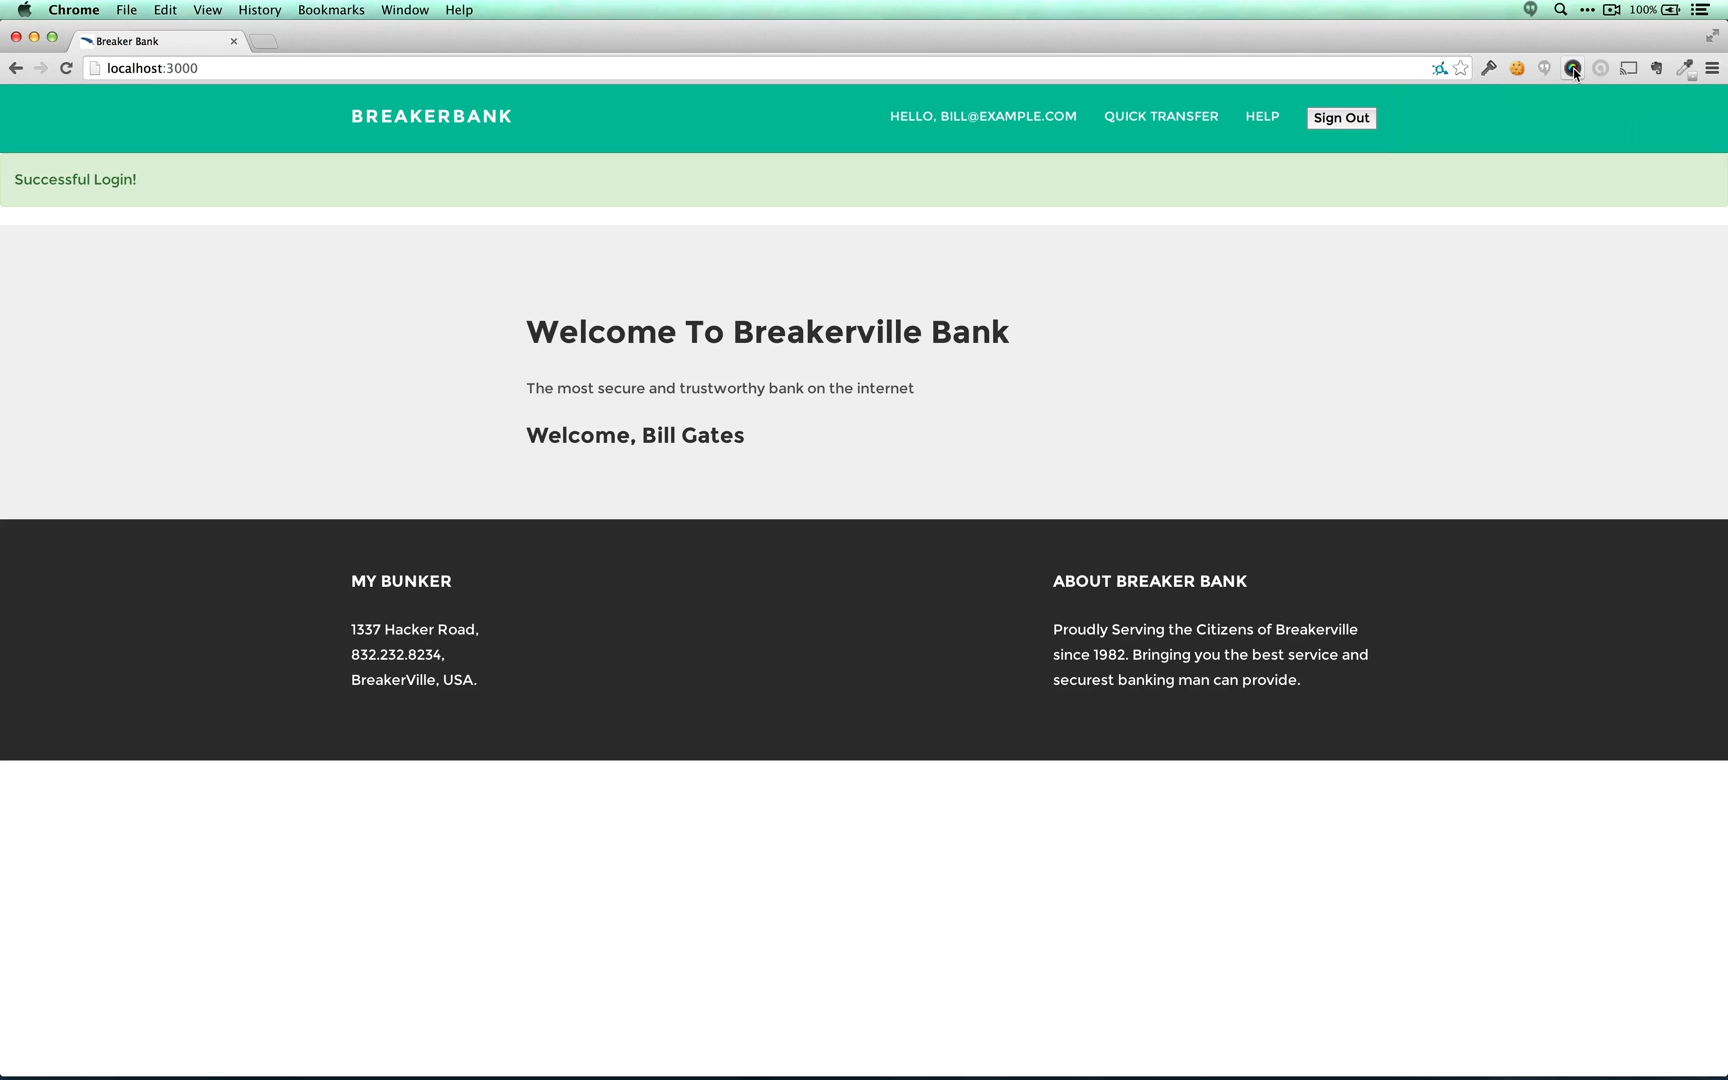 Chrome File Edit View History Bookmarks Window Help 100%
Breaker Bank
localhost:3000
BREAKERBANK HELLO, BILL@EXAMPLE.COM QUICK TRANSFER HELP Sign Out
Successful Login!
Welcome To Breakerville Bank
The most secure and trustworthy bank on the internet
Welcome, Bill Gates
MY BUNKER
1337 Hacker Road,
832.232.8234,
BreakerVille, USA.
ABOUT BREAKER BANK
Proudly Serving the Citizens of Breakerville
since 1982. Bringing you the best service and
securest banking man can provide.